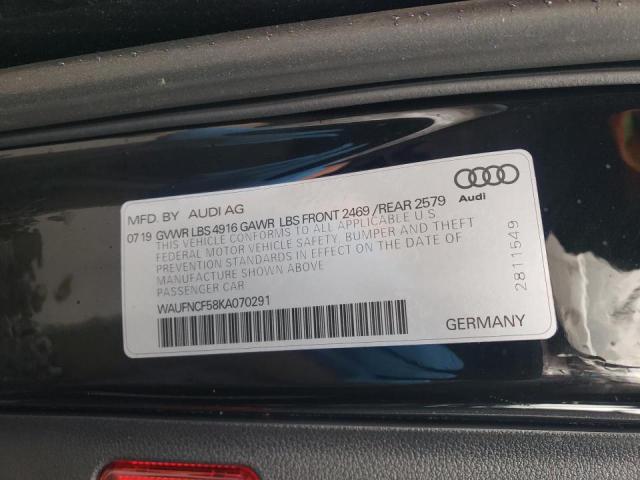 MFD. BY AUDI AG
Audi
07 19 GVWR LBS 4916 GAWR LBS FRONT 2469 /REAR 2579
THIS VEHICLE CONFORMS TO ALL APPLICABLE U.S.
FEDERAL MOTOR VEHICLE SAFETY, BUMPER AND THEFT
PREVENTION STANDARDS IN EFFECT ON THE DATE OF
MANUFACTURE SHOWN ABOVE
PASSENGER CAR
WAUFNCF58KA070291
2811549
GERMANY